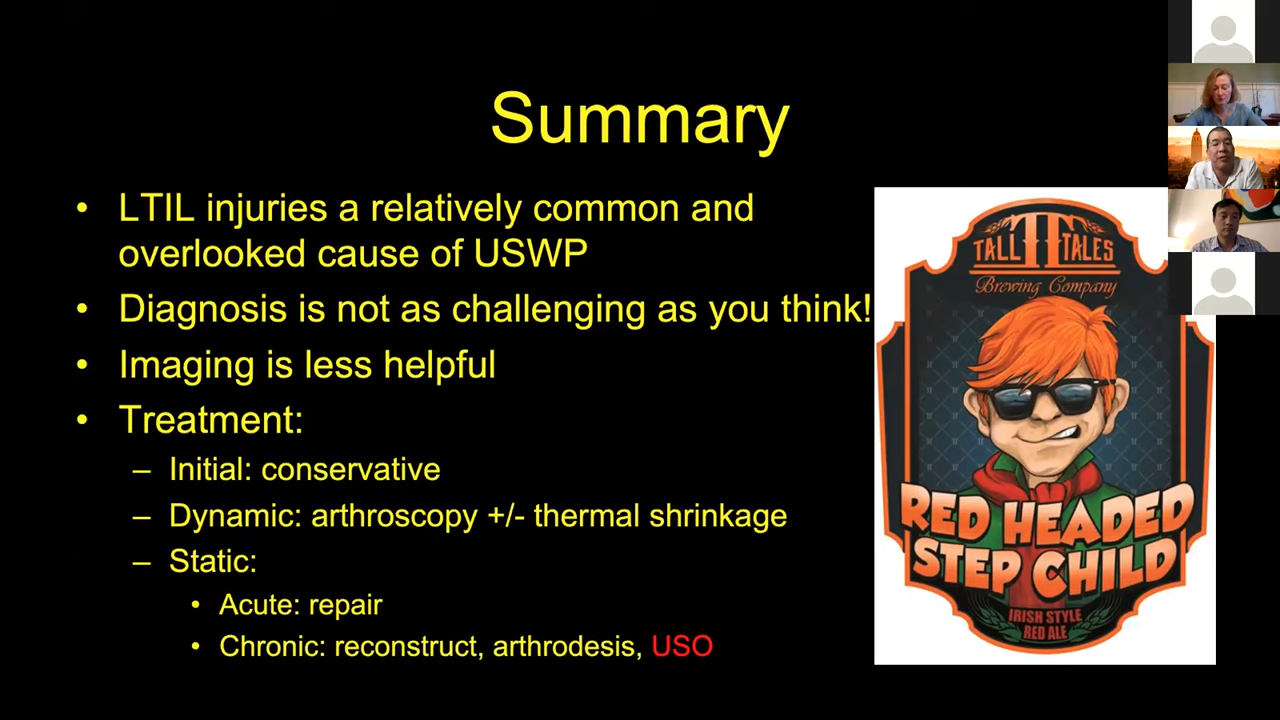 Summary
• LTIL injuries a relatively common and
overlooked cause of USWP
• Diagnosis is not as challenging as you think!
• Imaging is less helpful
• Treatment:
– Initial: conservative
– Dynamic: arthroscopy +/- thermal shrinkage
– Static:
• Acute: repair
• Chronic: reconstruct, arthrodesis, USO
TALL TT TALES
Brewing Company
RED HEADED
STEP CHILD
IRISH STYLE
RED ALE